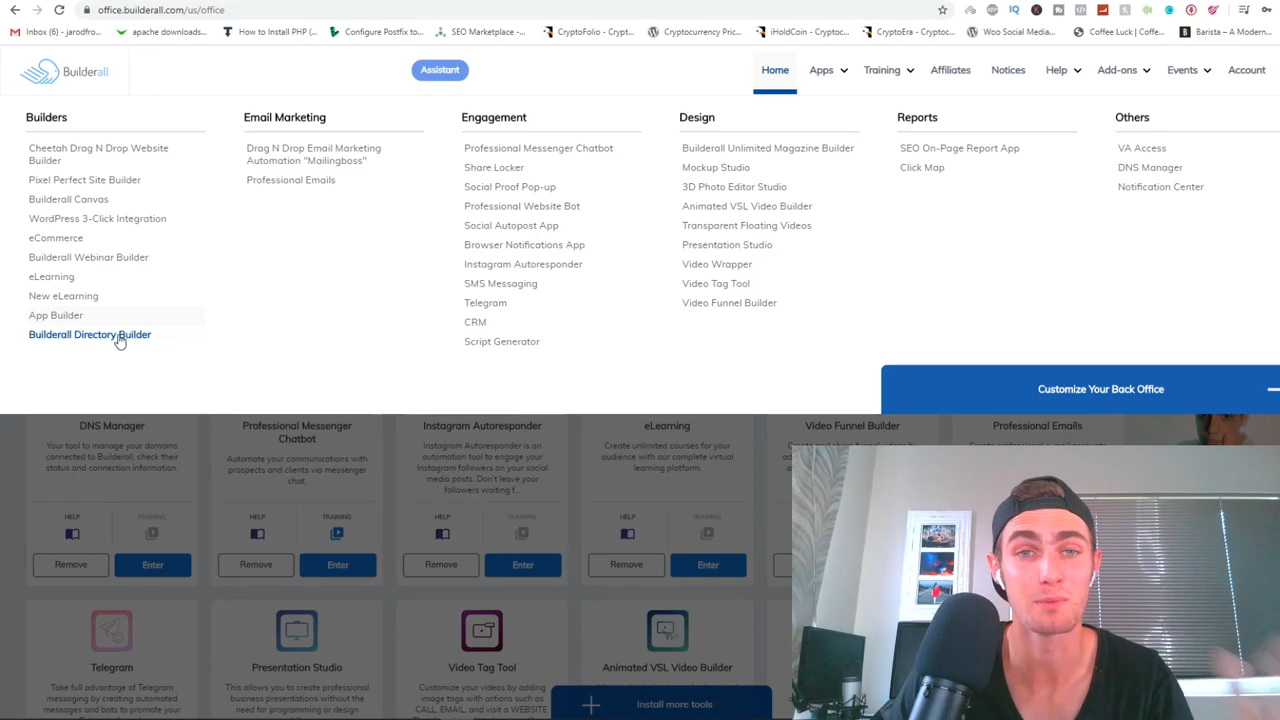 office.builderall.com/us/office
Inbox (6) - jarodfro...
apache downloads...
How to Install PHP (...
Configure Postfix to...
SEO Marketplace -...
CryptoFolio - Crypt...
Cryptocurrency Pric...
iHoldCoin - Cryptoc...
CryptoEra - Cryptoc...
Woo Social Media...
Coffee Luck | Coffe...
Barista – A Modern...
Builderall
Assistant
Home
Apps
Training
Affiliates
Notices
Help
Add-ons
Events
Account
Builders
Cheetah Drag N Drop Website
Builder
Pixel Perfect Site Builder
Builderall Canvas
WordPress 3-Click Integration
eCommerce
Builderall Webinar Builder
eLearning
New eLearning
App Builder
Builderall Directory Builder
Email Marketing
Drag N Drop Email Marketing
Automation "Mailingboss"
Professional Emails
Engagement
Professional Messenger Chatbot
Share Locker
Social Proof Pop-up
Professional Website Bot
Social Autopost App
Browser Notifications App
Instagram Autoresponder
SMS Messaging
Telegram
CRM
Script Generator
Design
Builderall Unlimited Magazine Builder
Mockup Studio
3D Photo Editor Studio
Animated VSL Video Builder
Transparent Floating Videos
Presentation Studio
Video Wrapper
Video Tag Tool
Video Funnel Builder
Reports
SEO On-Page Report App
Click Map
Others
VA Access
DNS Manager
Notification Center
Customize Your Back Office
DNS Manager
Your tool to manage your domains
connected to Builderall, check their
status and connection information.
HELP
TRAINING
Remove
Enter
Professional Messenger
Chatbot
Automate your communications with
prospects and clients via messenger
chat.
HELP
TRAINING
Remove
Enter
Instagram Autoresponder
Instagram Autoresponder is an
automation tool to engage your
Instagram followers on your social
media posts. Don't leave your
followers waiting f...
HELP
TRAINING
Remove
Enter
eLearning
Create unlimited courses for your
audience with our complete virtual
learning platform.
HELP
TRAINING
Remove
Enter
Video Funnel Builder
Professional Emails
Telegram
Take full advantage of Telegram
messaging by creating automated
messages and bots to promote your
Presentation Studio
This allows you to create professional
business presentations without the
need for programming or design
Video Tag Tool
Customize your videos by adding
image tags with actions such as
CALL, EMAIL, and visit a WEBSITE
Animated VSL Video Builder
Install more tools